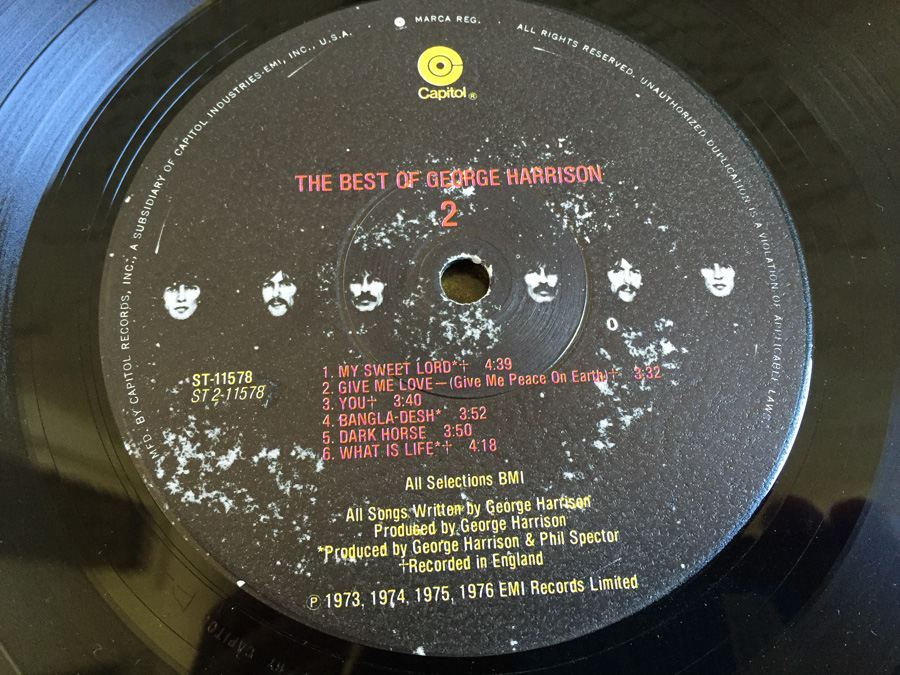 MFD. BY CAPITOL RECORDS, INC., A SUBSIDIARY OF CAPITOL INDUSTRIES-EMI, INC., U.S.A.
MARCA REG.
ALL RIGHTS RESERVED. UNAUTHORIZED DUPLICATION IS A VIOLATION OF APPLICABLE LAW
Capitol®
THE BEST OF GEORGE HARRISON
2
ST-11578
ST 2-11578
1. MY SWEET LORD*† 4:39
2. GIVE ME LOVE—(Give Me Peace On Earth)† 3:32
3. YOU† 3:40
4. BANGLA-DESH* 3:52
5. DARK HORSE 3:50
6. WHAT IS LIFE*† 4:18
All Selections BMI
All Songs Written by George Harrison
Produced by George Harrison
*Produced by George Harrison & Phil Spector
†Recorded in England
℗ 1973, 1974, 1975, 1976 EMI Records Limited